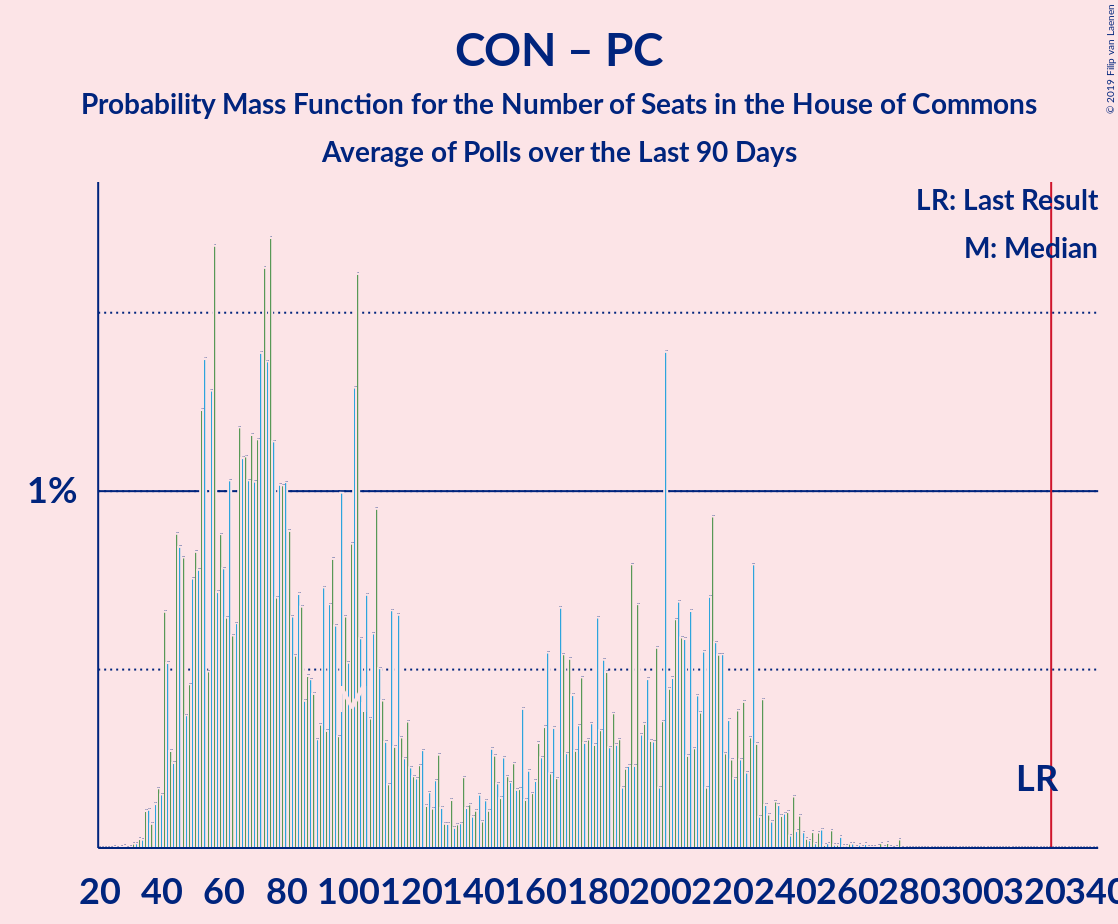 CON – PC
Probability Mass Function for the Number of Seats in the House of Commons
Average of Polls over the Last 90 Days
© 2019 Filip van Laenen
LR: Last Result
M: Median
1%
M
LR
20 40 60 80 100 120 140 160 180 200 220 240 260 280 300 320 340